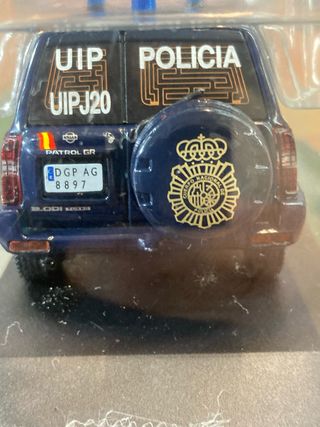 UIP
POLICIA
UIPJ20
PATROL GR
DGP AG
8897
3.0DI